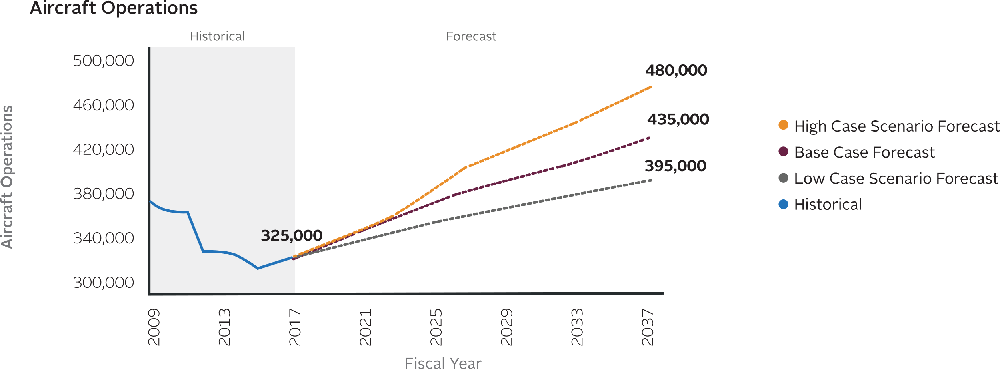 Aircraft Operations
Historical
Forecast
500,000
460,000
420,000
380,000
340,000
300,000
Aircraft Operations
480,000
435,000
395,000
325,000
High Case Scenario Forecast
Base Case Forecast
Low Case Scenario Forecast
Historical
2009
2013
2017
2021
2025
2029
2033
2037
Fiscal Year